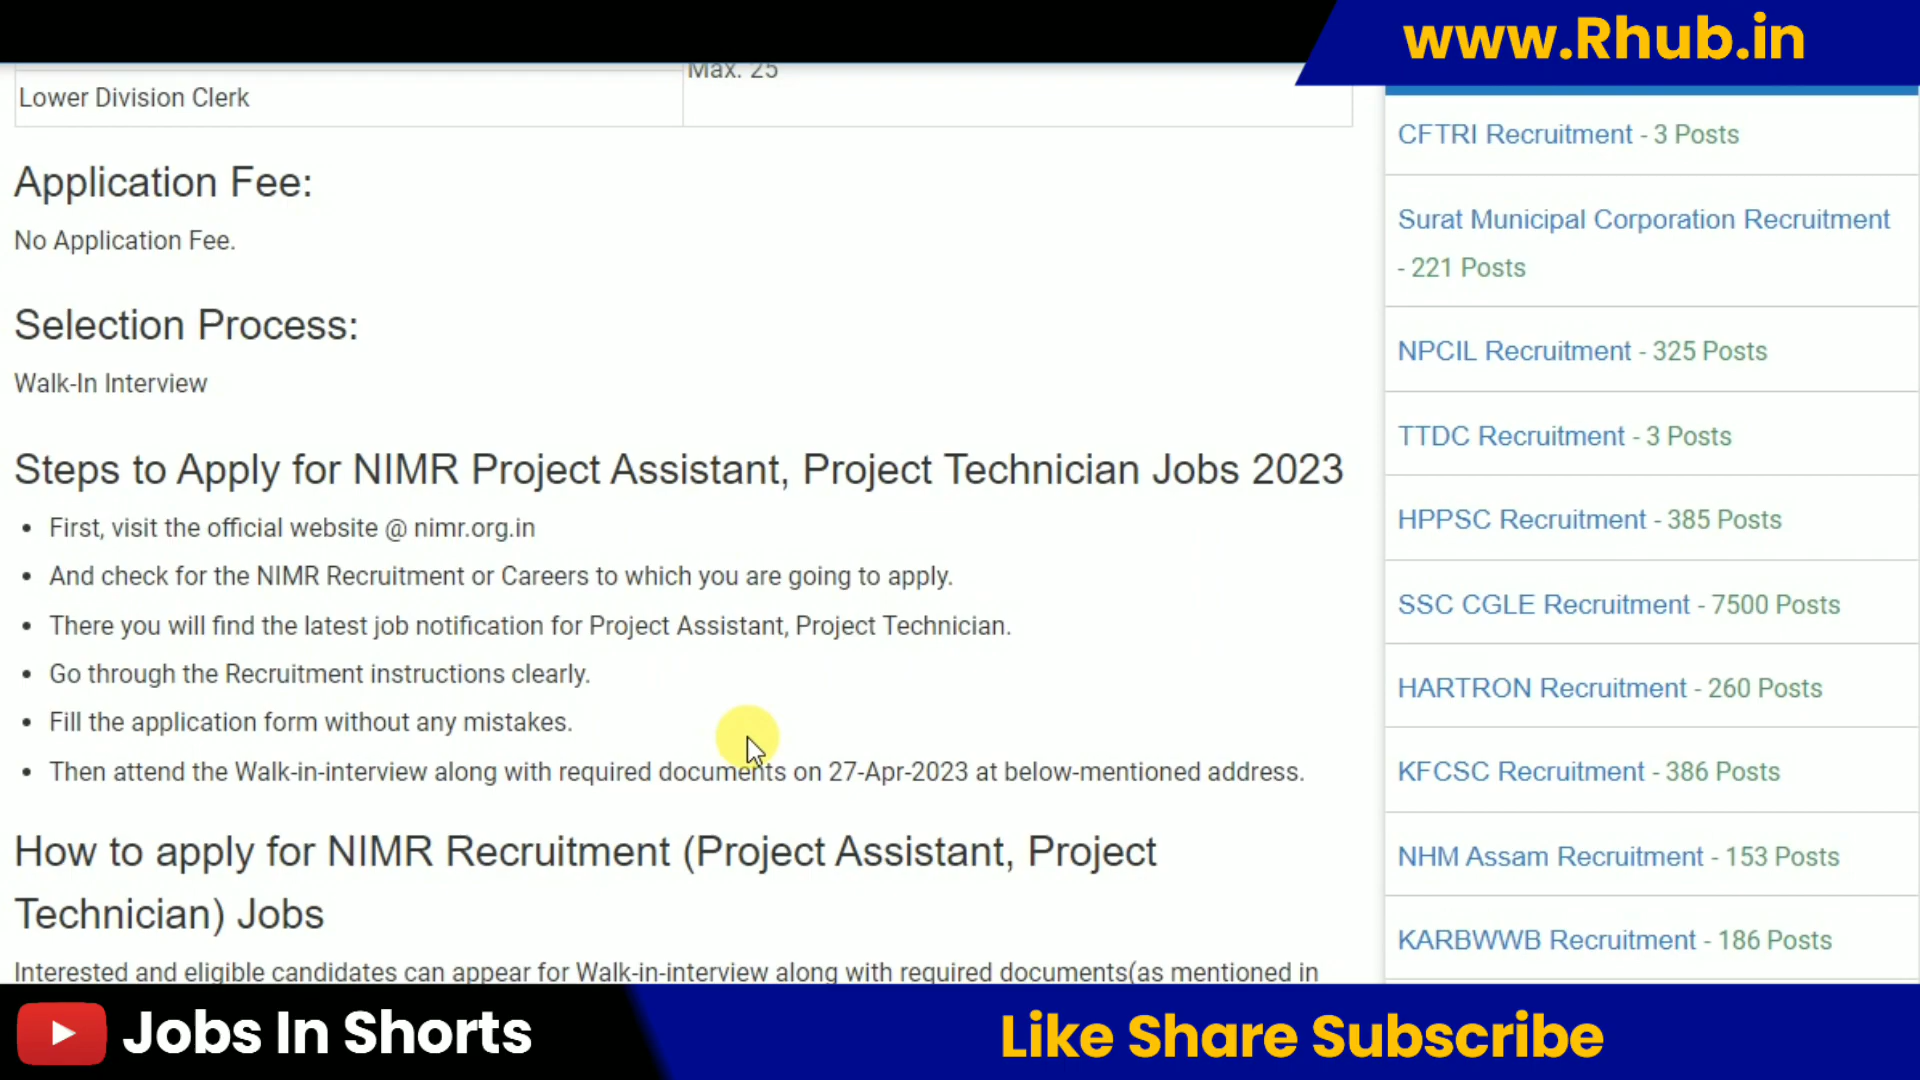 www.Rhub.in
Max. 25
Lower Division Clerk
Application Fee:
No Application Fee.
Selection Process:
Walk-In Interview
Steps to Apply for NIMR Project Assistant, Project Technician Jobs 2023
• First, visit the official website @ nimr.org.in
• And check for the NIMR Recruitment or Careers to which you are going to apply.
• There you will find the latest job notification for Project Assistant, Project Technician.
• Go through the Recruitment instructions clearly.
• Fill the application form without any mistakes.
• Then attend the Walk-in-interview along with required documents on 27-Apr-2023 at below-mentioned address.
How to apply for NIMR Recruitment (Project Assistant, Project
Technician) Jobs
Interested and eligible candidates can appear for Walk-in-interview along with required documents(as mentioned in
CFTRI Recruitment - 3 Posts
Surat Municipal Corporation Recruitment
- 221 Posts
NPCIL Recruitment - 325 Posts
TTDC Recruitment - 3 Posts
HPPSC Recruitment - 385 Posts
SSC CGLE Recruitment - 7500 Posts
HARTRON Recruitment - 260 Posts
KFCSC Recruitment - 386 Posts
NHM Assam Recruitment - 153 Posts
KARBWWB Recruitment - 186 Posts
Jobs In Shorts
Like Share Subscribe